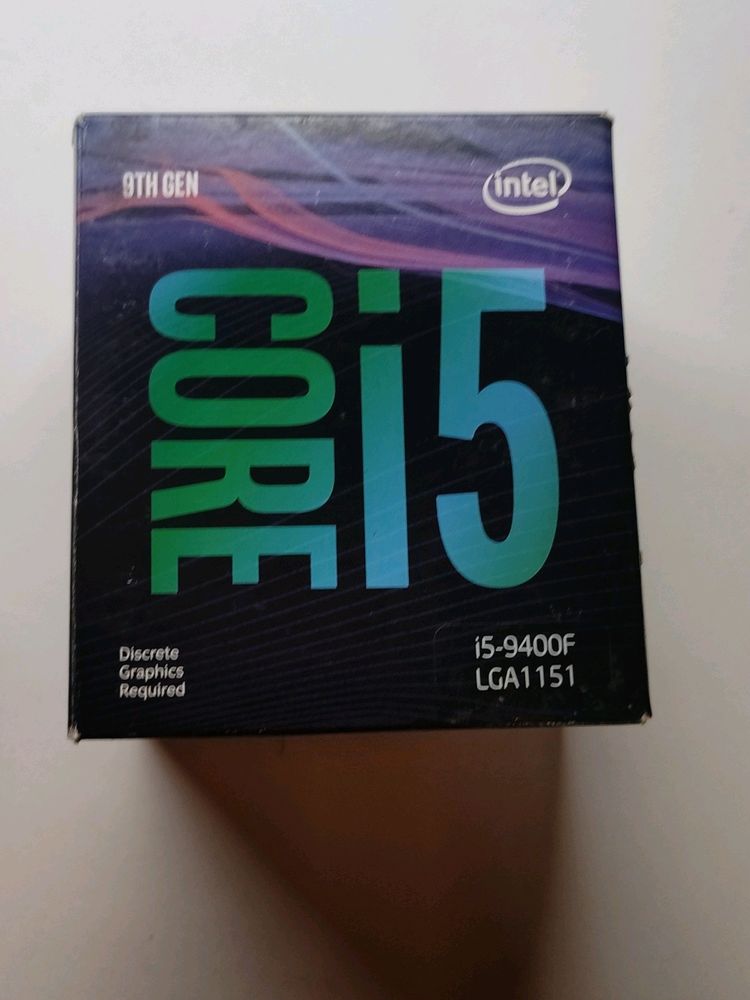 9TH GEN
intel
CORE i5
Discrete
Graphics
Required
i5-9400F
LGA1151